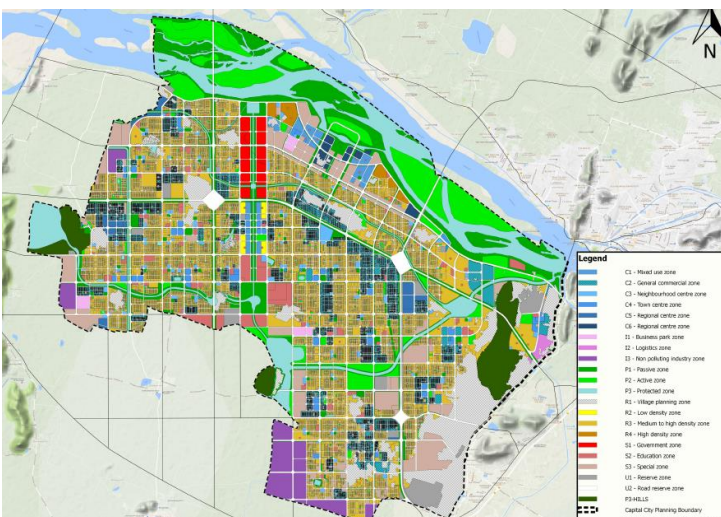 N
Legend
C1 - Mixed use zone
C2 - General commercial zone
C3 - Neighbourhood centre zone
C4 - Town centre zone
C5 - Regional centre zone
C6 - Regional centre zone
I1 - Business park zone
I2 - Logistics zone
I3 - Non polluting industry zone
P1 - Passive zone
P2 - Active zone
P3 - Protected zone
R1 - Village planning zone
R2 - Low density zone
R3 - Medium to high density zone
R4 - High density zone
S1 - Government zone
S2 - Education zone
S3 - Special zone
U1 - Reserve zone
U2 - Road reserve zone
P3-HILLS
Capital City Planning Boundary